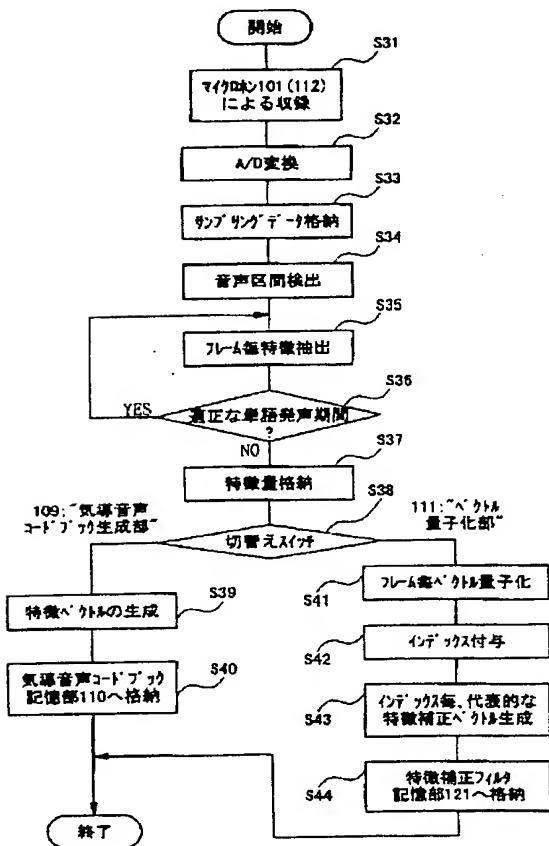 開始
S31
マイクロホン101(112)
による収録
S32
A/D変換
S33
サンプリングデータ格納
S34
音声区間検出
S35
フレーム毎特徴抽出
S36
YES
適正な単語発声期間
?
NO
S37
特徴量格納
109:"気導音声
コードブック生成部"
S38
111:"ベクトル
量子化部"
切替えスイッチ
S39
特徴ベクトルの生成
S40
気導音声コードブック
記憶部110へ格納
フレーム毎ベクトル量子化
S41
インデックス付与
S42
インデックス毎、代表的な
特徴補正ベクトル生成
S43
特徴補正フィルタ
記憶部121へ格納
S44
終了